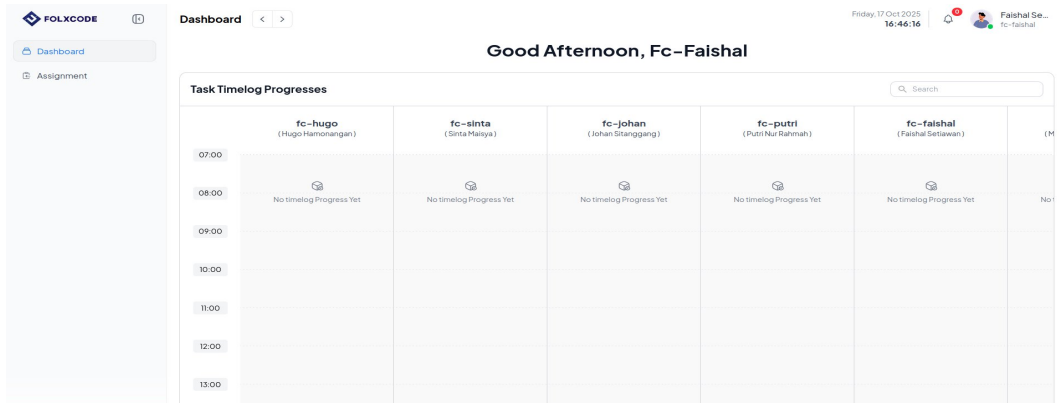 FOLXCODE
Dashboard
Assignment
Dashboard < >
Friday, 17 Oct 2025
16:46:16
0
Faishal Se...
fc-faishal
Good Afternoon, Fc-Faishal
Task Timelog Progresses
Search
fc-hugo
( Hugo Hamonangan )
fc-sinta
( Sinta Maisya )
fc-johan
( Johan Sitanggang )
fc-putri
( Putri Nur Rahmah )
fc-faishal
( Faishal Setiawan )
( M
07:00
08:00
No timelog Progress Yet
No timelog Progress Yet
No timelog Progress Yet
No timelog Progress Yet
No timelog Progress Yet
No
09:00
10:00
11:00
12:00
13:00